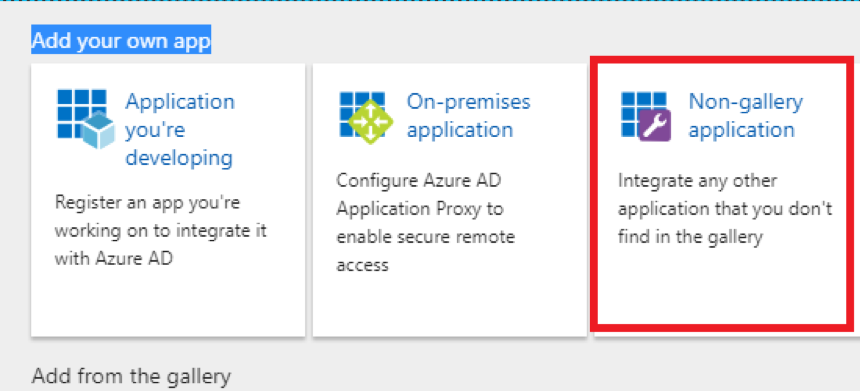 Add your own app
Application
you're
developing
Register an app you're
working on to integrate it
with Azure AD
On-premises
application
Configure Azure AD
Application Proxy to
enable secure remote
access
Non-gallery
application
Integrate any other
application that you don't
find in the gallery
Add from the gallery